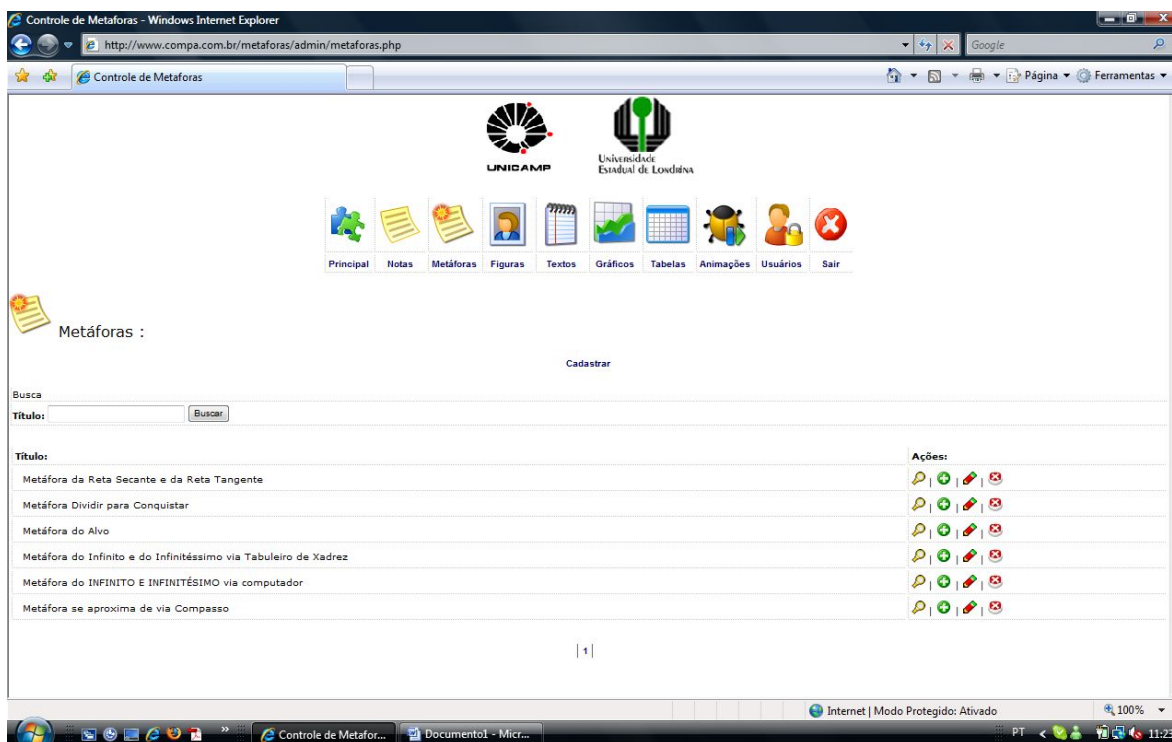 Controle de Metaforas - Windows Internet Explorer
http://www.compa.com.br/metaforas/admin/metaforas.php
Google
Controle de Metaforas
Página
Ferramentas
UNICAMP
Universidade
Estadual de Londrina
Principal Notas Metáforas Figuras Textos Gráficos Tabelas Animações Usuários Sair
Metáforas :
Cadastrar
Busca
Título: Buscar
Título: Ações:
Metáfora da Reta Secante e da Reta Tangente
Metáfora Dividir para Conquistar
Metáfora do Alvo
Metáfora do Infinito e do Infinitéssimo via Tabuleiro de Xadrez
Metáfora do INFINITO E INFINITÉSIMO via computador
Metáfora se aproxima de via Compasso
| 1 |
Internet | Modo Protegido: Ativado
100%
Controle de Metafor...
Documento1 - Micr...
PT